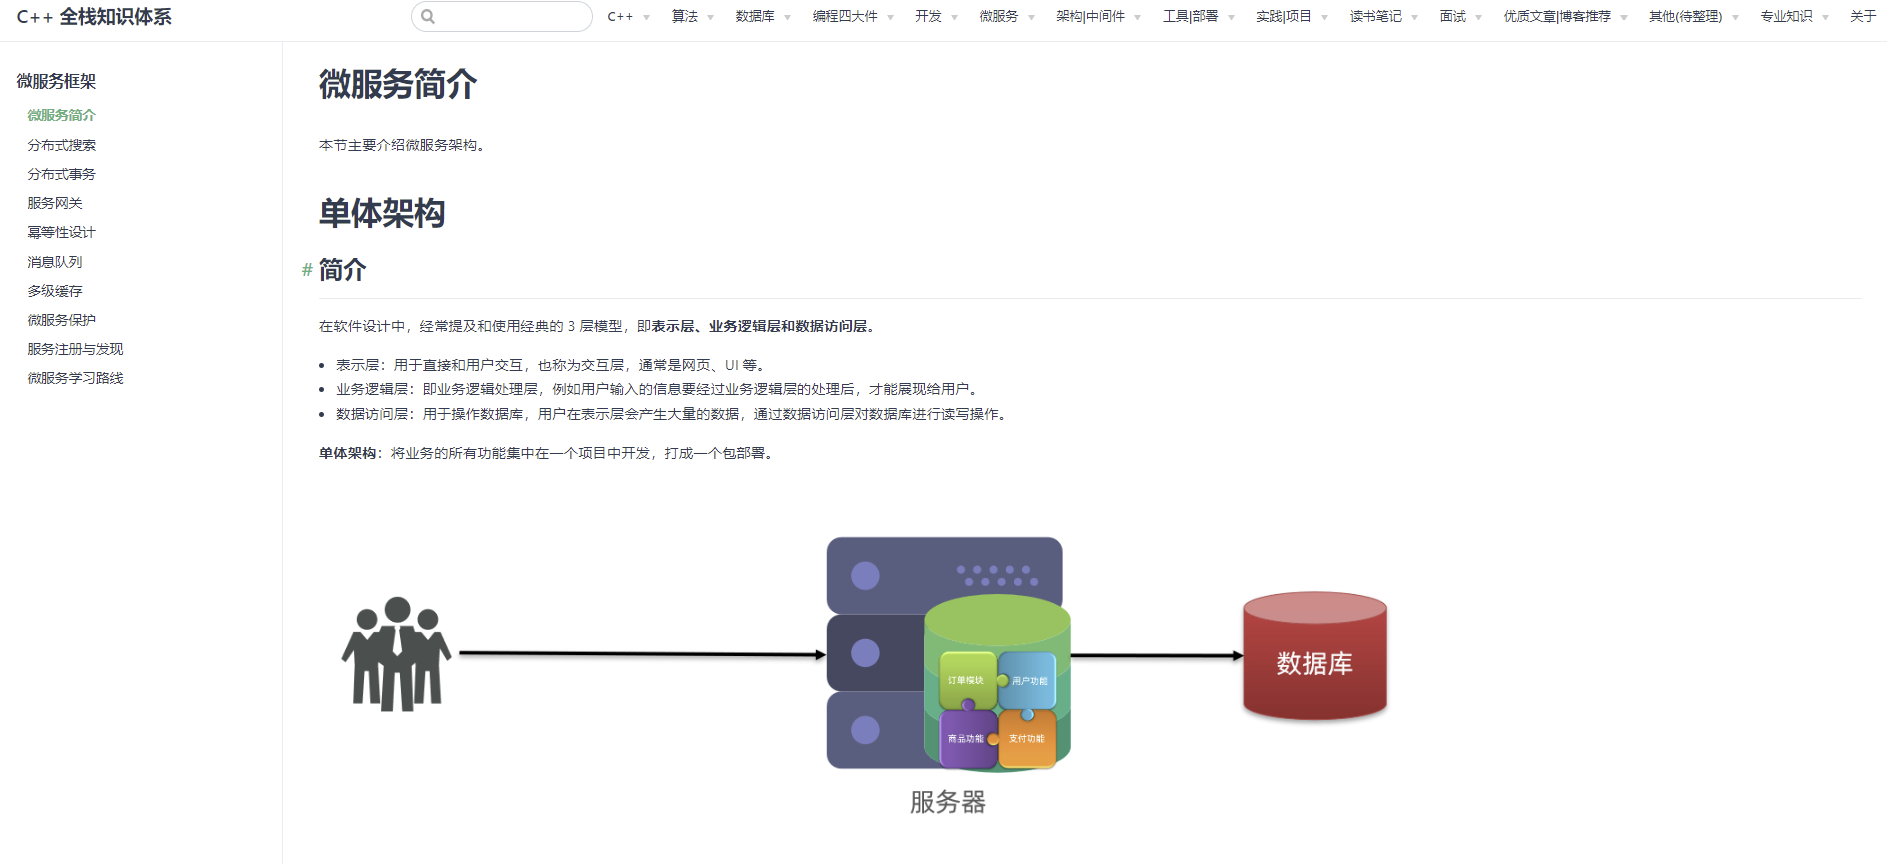 C++ 全栈知识体系
C++ 算法 数据库 编程四大件 开发 微服务 架构|中间件 工具|部署 实践|项目 读书笔记 面试 优质文章|博客推荐 其他(待整理) 专业知识 关于
微服务框架
微服务简介
分布式搜索
分布式事务
服务网关
幂等性设计
消息队列
多级缓存
微服务保护
服务注册与发现
微服务学习路线
微服务简介
本节主要介绍微服务架构。
单体架构
# 简介
在软件设计中，经常提及和使用经典的 3 层模型，即表示层、业务逻辑层和数据访问层。
• 表示层：用于直接和用户交互，也称为交互层，通常是网页、UI 等。
• 业务逻辑层：即业务逻辑处理层，例如用户输入的信息要经过业务逻辑层的处理后，才能展现给用户。
• 数据访问层：用于操作数据库，用户在表示层会产生大量的数据，通过数据访问层对数据库进行读写操作。
单体架构：将业务的所有功能集中在一个项目中开发，打成一个包部署。
订单模块 用户功能
商品功能 支付功能
数据库
服务器